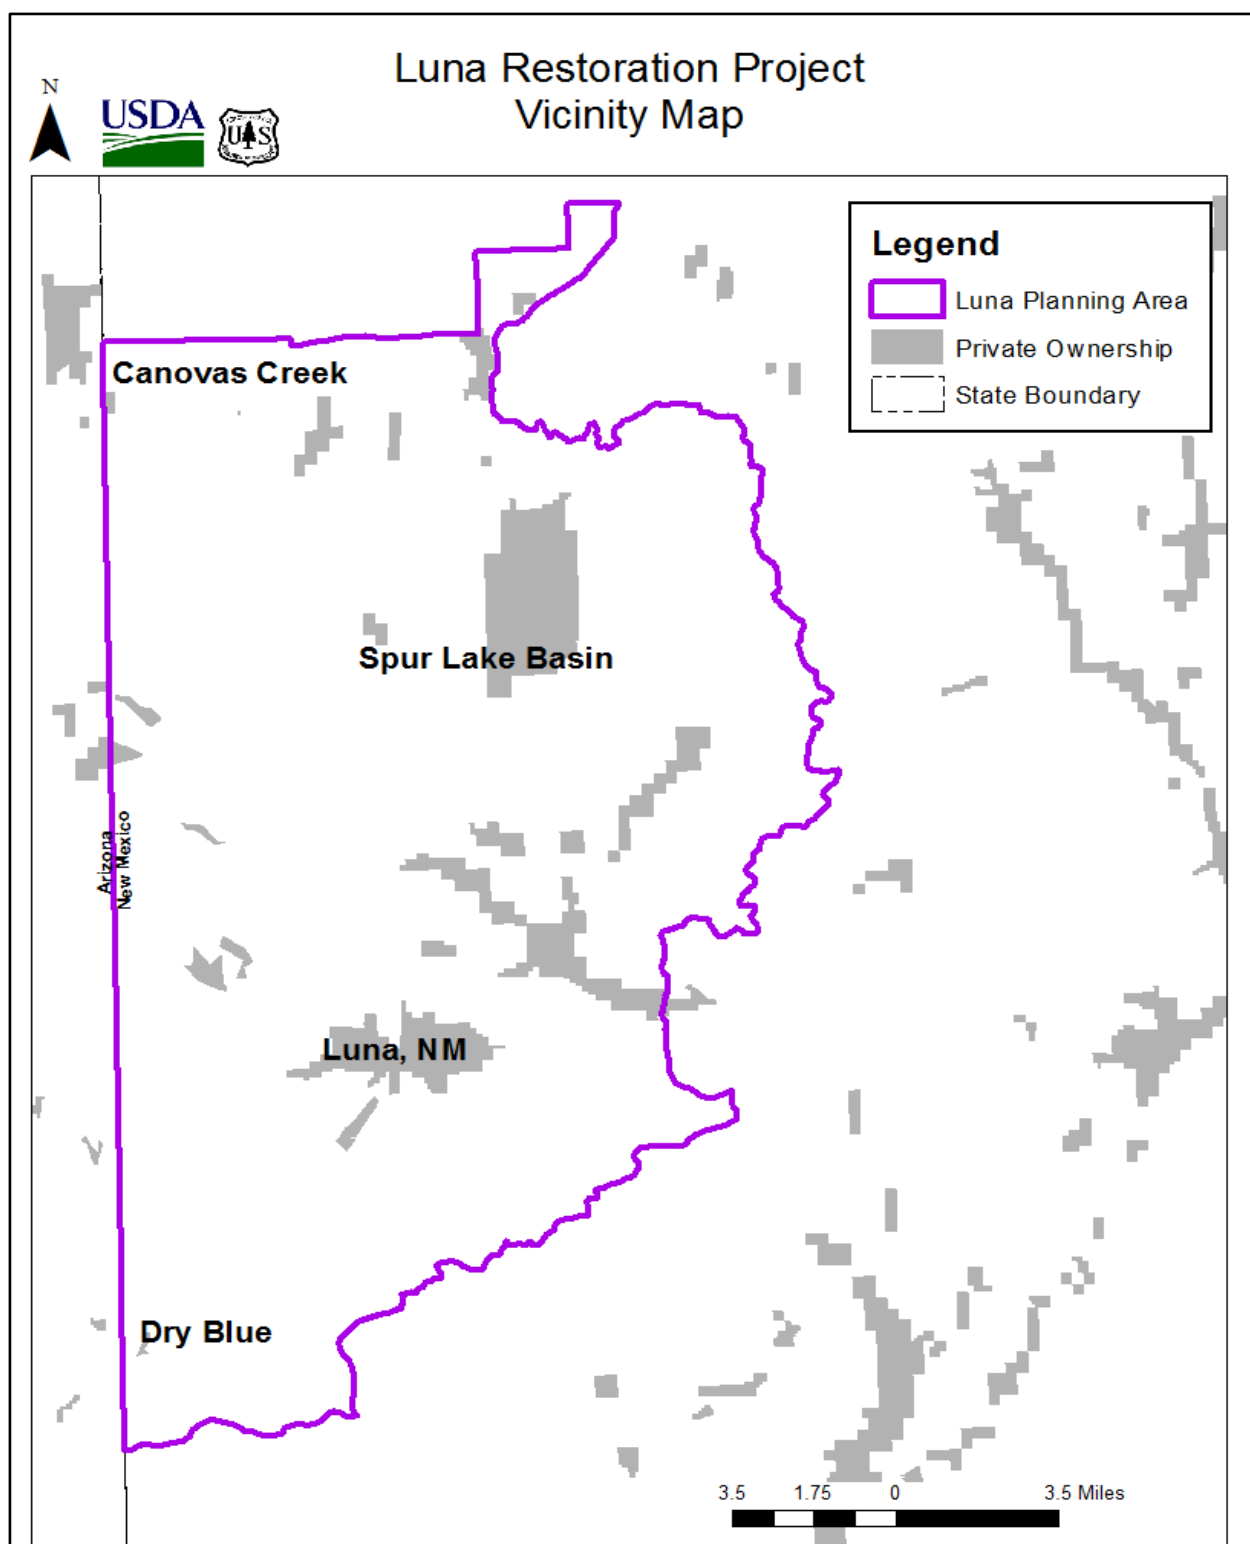 Luna Restoration Project
Vicinity Map
N
USDA
U S
Legend
Luna Planning Area
Private Ownership
State Boundary
Canovas Creek
Spur Lake Basin
Arizona
New Mexico
Luna, NM
Dry Blue
3.5 1.75 0 3.5 Miles